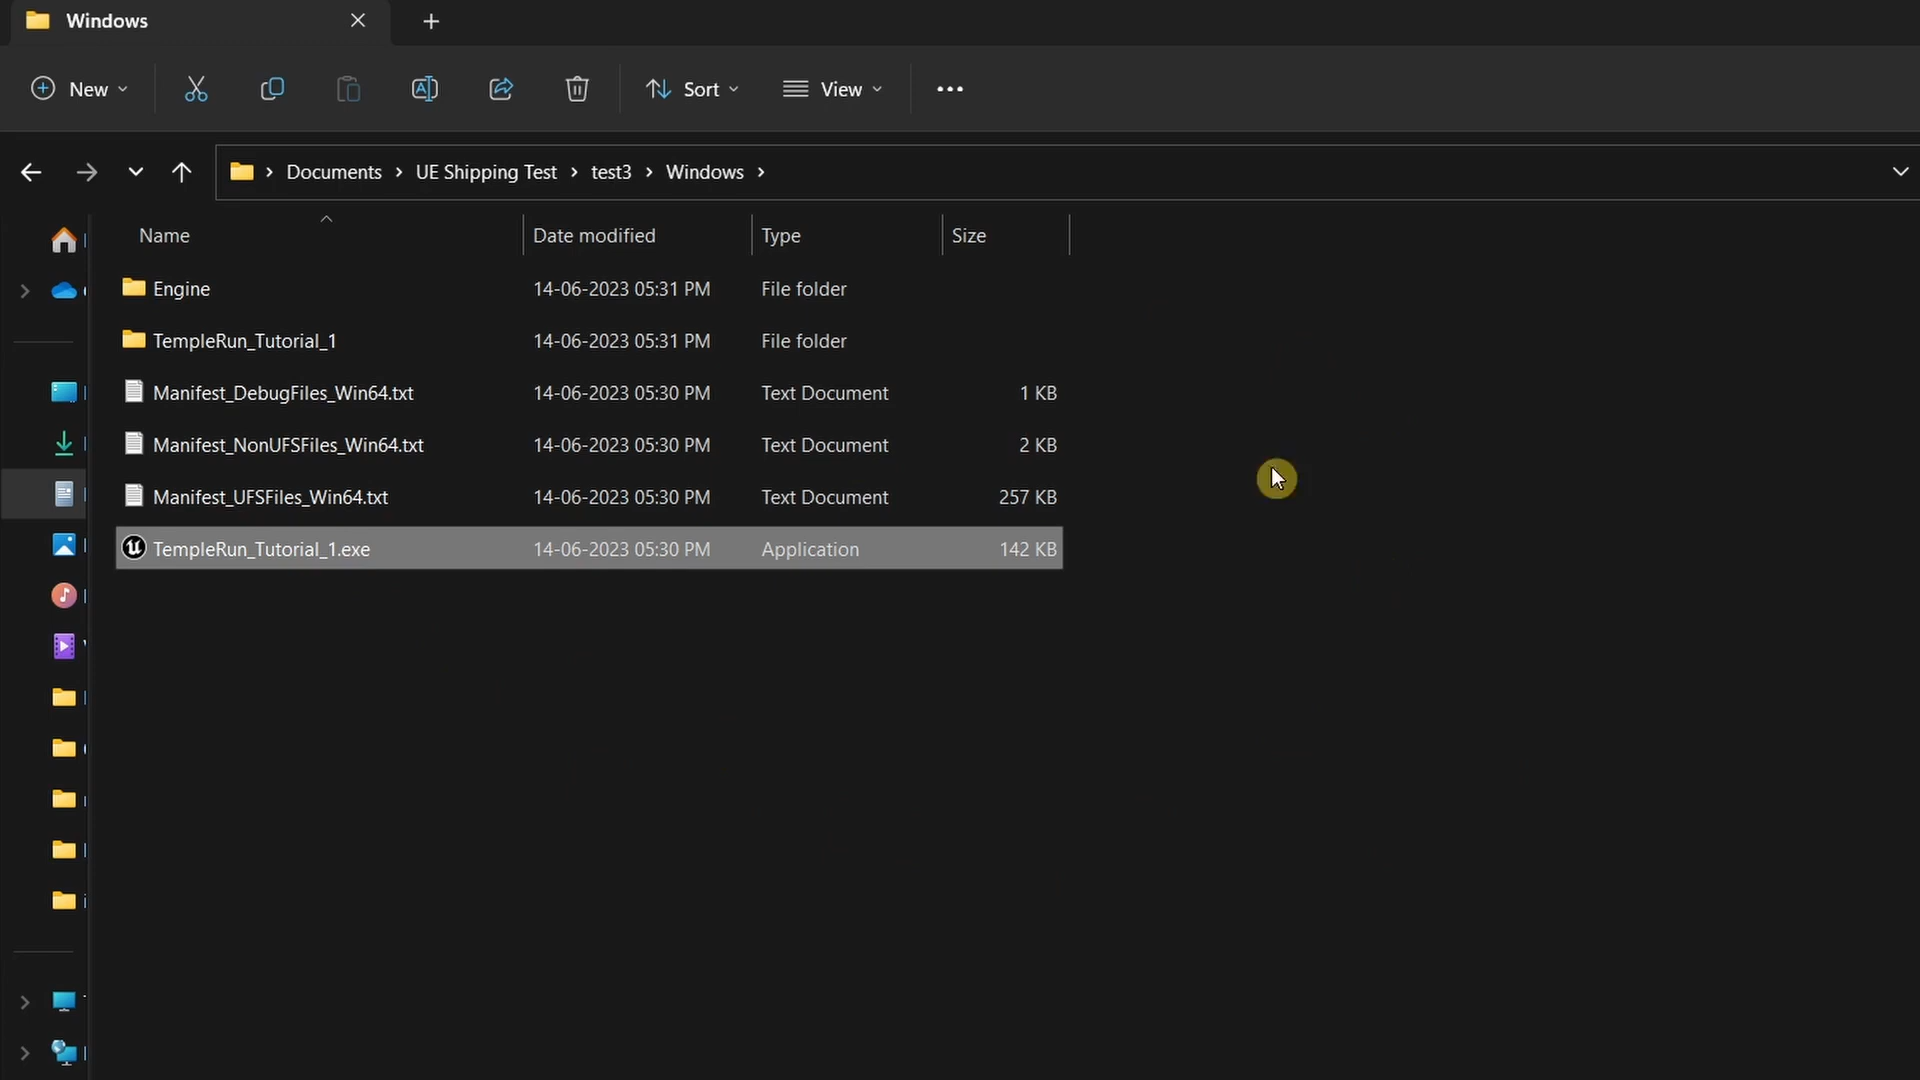 Windows
New Sort View
Documents UE Shipping Test test3 Windows
Name Date modified Type Size
Engine 14-06-2023 05:31 PM File folder
TempleRun_Tutorial_1 14-06-2023 05:31 PM File folder
Manifest_DebugFiles_Win64.txt 14-06-2023 05:30 PM Text Document 1 KB
Manifest_NonUFSFiles_Win64.txt 14-06-2023 05:30 PM Text Document 2 KB
Manifest_UFSFiles_Win64.txt 14-06-2023 05:30 PM Text Document 257 KB
TempleRun_Tutorial_1.exe 14-06-2023 05:30 PM Application 142 KB